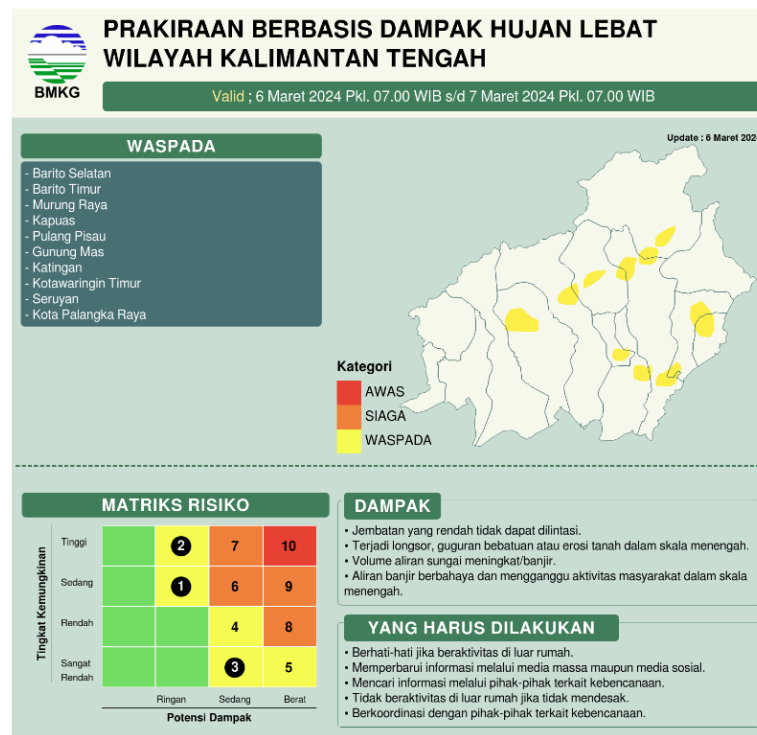 PRAKIRAAN BERBASIS DAMPAK HUJAN LEBAT
WILAYAH KALIMANTAN TENGAH
BMKG
Valid ; 6 Maret 2024 Pkl. 07.00 WIB s/d 7 Maret 2024 Pkl. 07.00 WIB
WASPADA
- Barito Selatan
- Barito Timur
- Murung Raya
- Kapuas
- Pulang Pisau
- Gunung Mas
- Katingan
- Kotawaringin Timur
- Seruyan
- Kota Palangka Raya
Update : 6 Maret 202
Kategori
AWAS
SIAGA
WASPADA
MATRIKS RISIKO
Tingkat Kemungkinan
Tinggi
2
7
10
Sedang
1
6
9
Rendah
4
8
Sangat
Rendah
3
5
Ringan
Sedang
Berat
Potensi Dampak
DAMPAK
• Jembatan yang rendah tidak dapat dilintasi.
• Terjadi longsor, guguran bebatuan atau erosi tanah dalam skala menengah.
• Volume aliran sungai meningkat/banjir.
• Aliran banjir berbahaya dan mengganggu aktivitas masyarakat dalam skala
menengah.
YANG HARUS DILAKUKAN
• Berhati-hati jika beraktivitas di luar rumah.
• Memperbarui informasi melalui media massa maupun media sosial.
• Mencari informasi melalui pihak-pihak terkait kebencanaan.
• Tidak beraktivitas di luar rumah jika tidak mendesak.
• Berkoordinasi dengan pihak-pihak terkait kebencanaan.